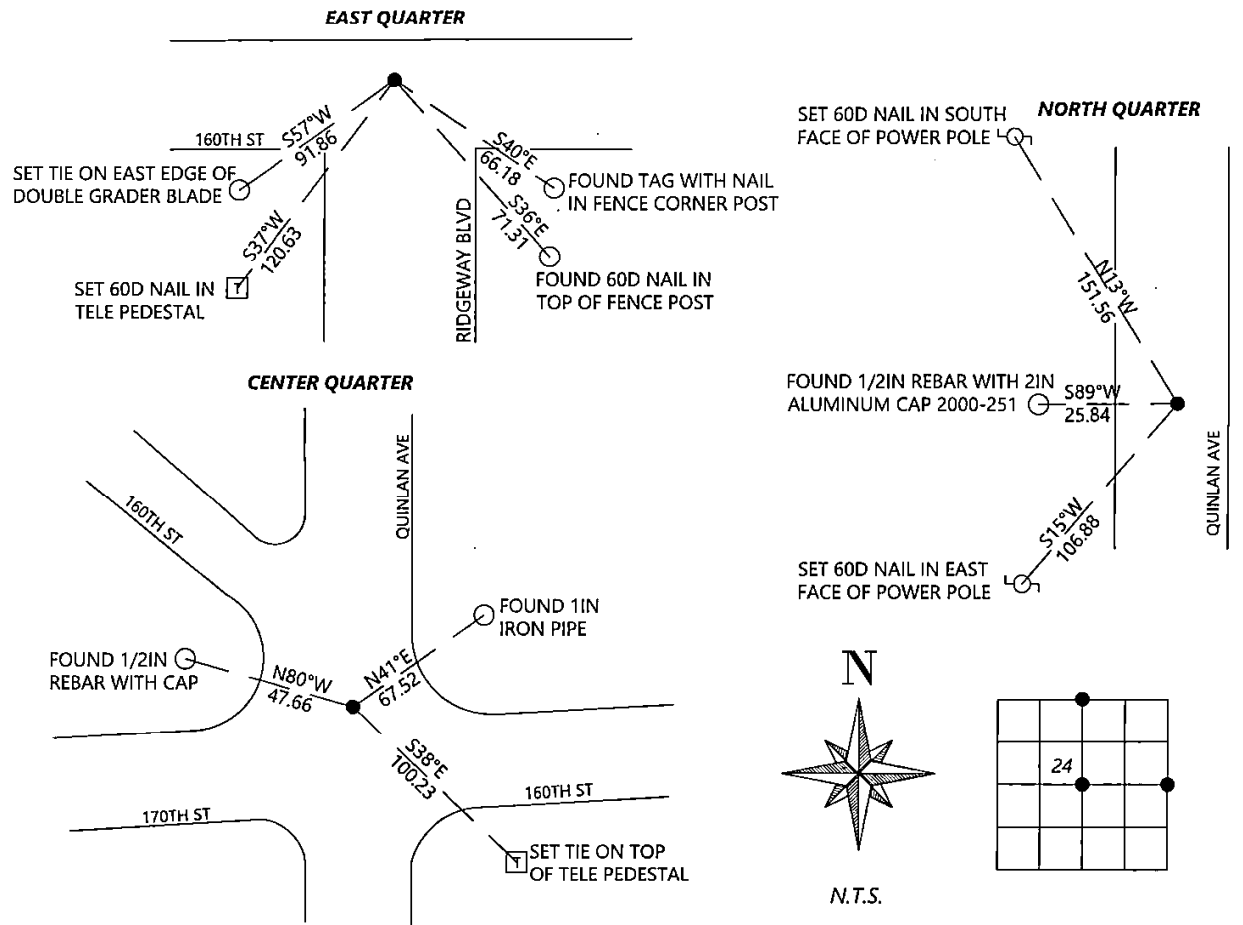 EAST QUARTER
160TH ST
S57°W
91.86
SET TIE ON EAST EDGE OF
DOUBLE GRADER BLADE
S37°W
120.63
SET 60D NAIL IN
TELE PEDESTAL
T
S40°E
66.18
FOUND TAG WITH NAIL
IN FENCE CORNER POST
S36°E
71.31
FOUND 60D NAIL IN
TOP OF FENCE POST
RIDGEWAY BLVD
NORTH QUARTER
SET 60D NAIL IN SOUTH
FACE OF POWER POLE
N13°W
151.56
FOUND 1/2IN REBAR WITH 2IN
ALUMINUM CAP 2000-251
S89°W
25.84
S15°W
106.88
SET 60D NAIL IN EAST
FACE OF POWER POLE
QUINLAN AVE
CENTER QUARTER
160TH ST
QUINLAN AVE
FOUND 1IN
IRON PIPE
FOUND 1/2IN
REBAR WITH CAP
N80°W
47.66
N41°E
67.52
S38°E
100.23
170TH ST
160TH ST
T
SET TIE ON TOP
OF TELE PEDESTAL
N
N.T.S.
24